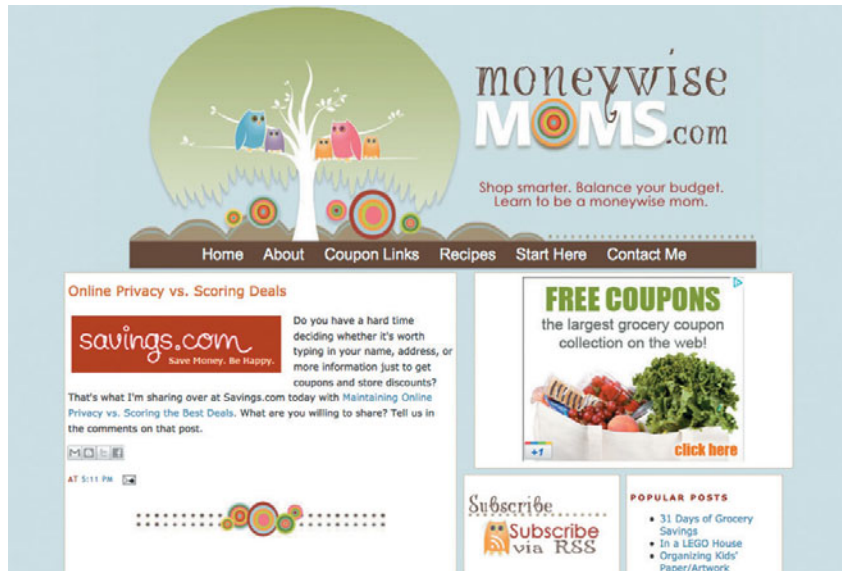 moneywise
MOMS.com
Shop smarter. Balance your budget.
Learn to be a moneywise mom.
Home About Coupon Links Recipes Start Here Contact Me
Online Privacy vs. Scoring Deals
savings.com
Save Money. Be Happy.
Do you have a hard time
deciding whether it's worth
typing in your name, address, or
more information just to get
coupons and store discounts?
That's what I'm sharing over at Savings.com today with Maintaining Online
Privacy vs. Scoring the Best Deals. What are you willing to share? Tell us in
the comments on that post.
AT 5:11 PM
FREE COUPONS
the largest grocery coupon
collection on the web!
+1
click here
Subscribe
Subscribe
via RSS
POPULAR POSTS
31 Days of Grocery
Savings
In a LEGO House
Organizing Kids'
Paper/Artwork